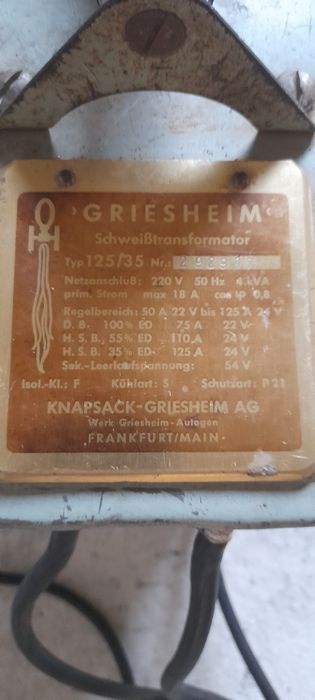 ›GRIESHEIM‹
Schweißtransformator
Typ 125/35 Nr.:
Netzanschluß: 220 V 50 Hz 4 kVA
prim. Strom max 18 A cos φ 0,8
Regelbereich: 50 A 22 V bis 125 A 24 V
D. B. 100% ED 75 A 22 V
H. S. B. 55% ED 110 A 24 V
H. S. B. 35% ED 125 A 24 V
Sek.-Leerlaufspannung: 54 V
Isol.-Kl.: F Kühlart: S Schutzart: P 21
KNAPSACK-GRIESHEIM AG
Werk Griesheim-Autogen
FRANKFURT/MAIN